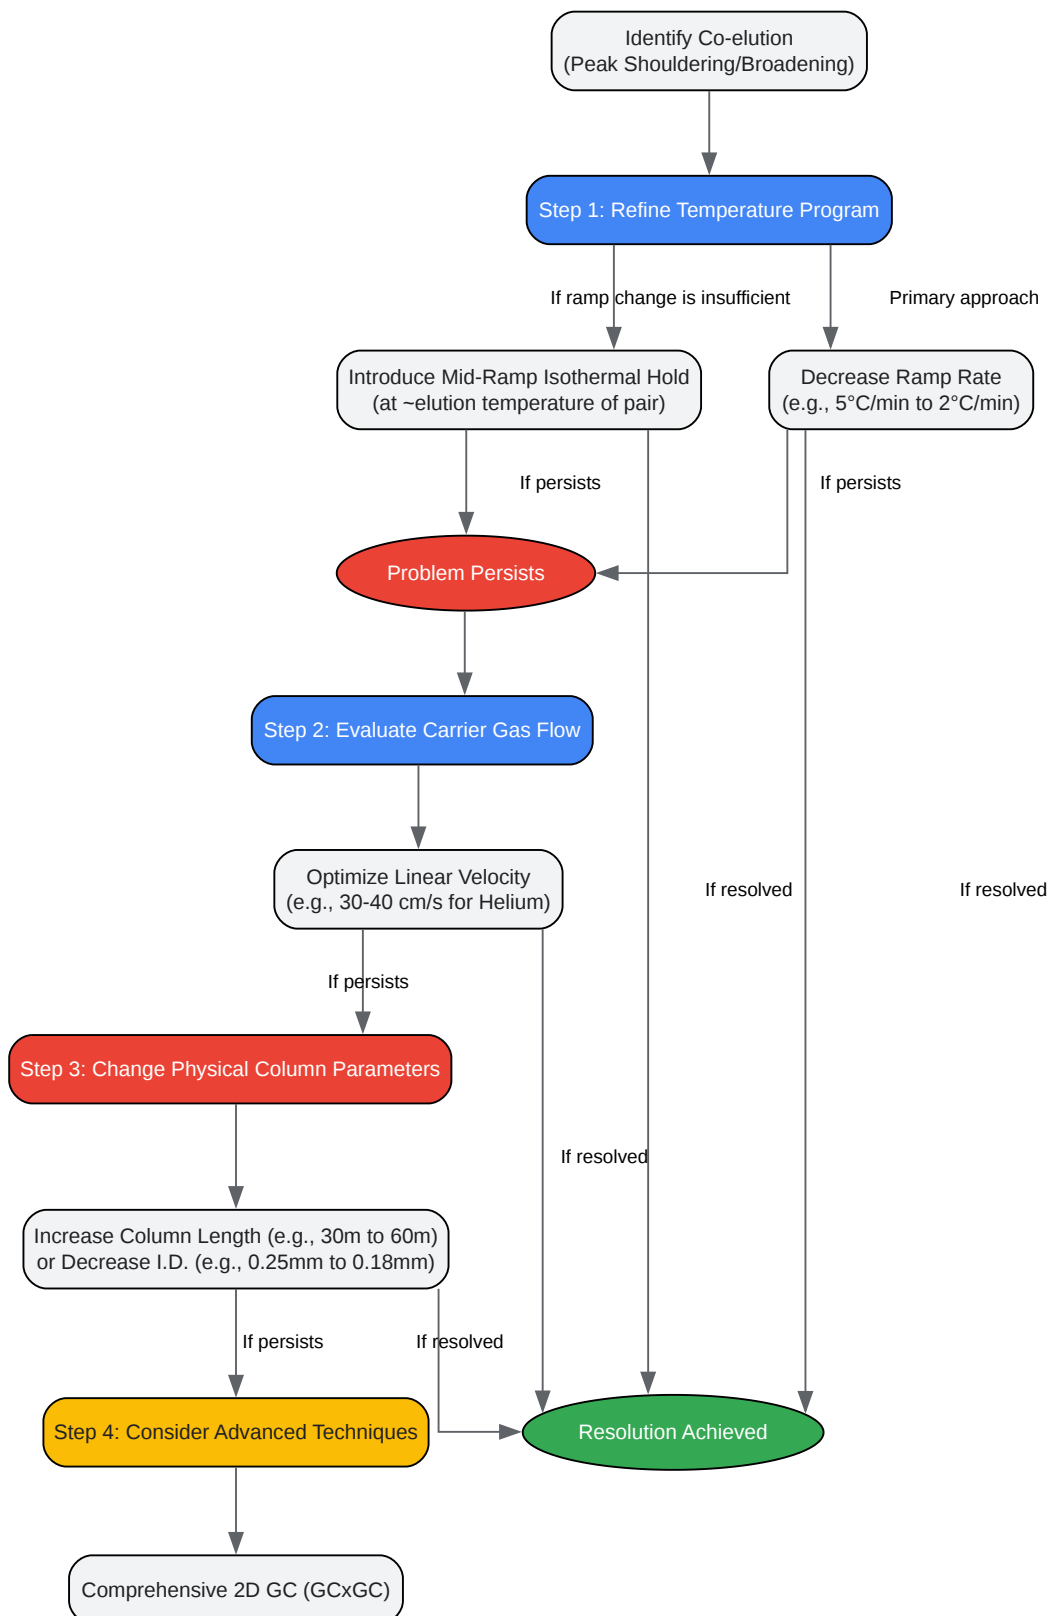 Identify Co-elution
(Peak Shouldering/Broadening)
Step 1: Refine Temperature Program
If ramp change is insufficient
Primary approach
Introduce Mid-Ramp Isothermal Hold
(at ~elution temperature of pair)
Decrease Ramp Rate
(e.g., 5°C/min to 2°C/min)
If persists
If persists
Problem Persists
Step 2: Evaluate Carrier Gas Flow
Optimize Linear Velocity
(e.g., 30-40 cm/s for Helium)
If resolved
If resolved
If persists
Step 3: Change Physical Column Parameters
If resolved
Increase Column Length (e.g., 30m to 60m)
or Decrease I.D. (e.g., 0.25mm to 0.18mm)
If persists
If resolved
Step 4: Consider Advanced Techniques
Resolution Achieved
Comprehensive 2D GC (GCxGC)